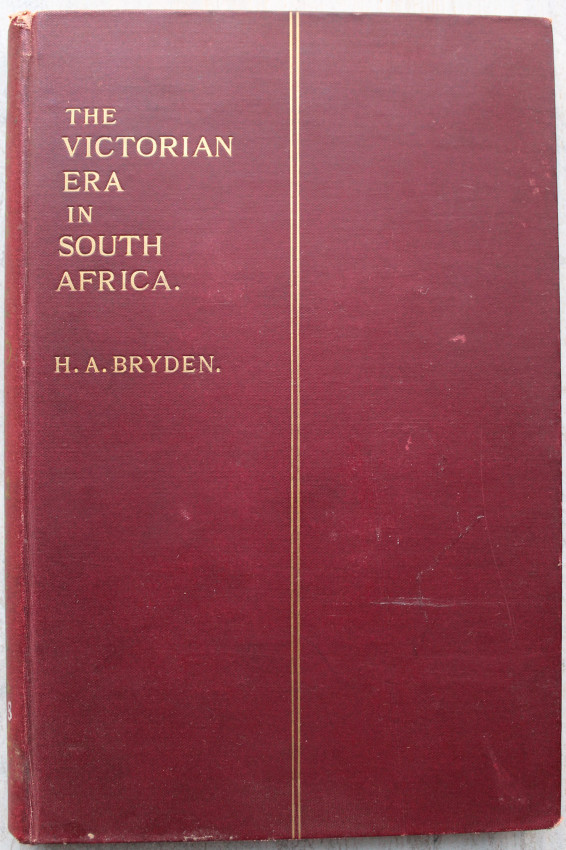 THE
VICTORIAN
ERA
IN
SOUTH
AFRICA.
H. A. BRYDEN.